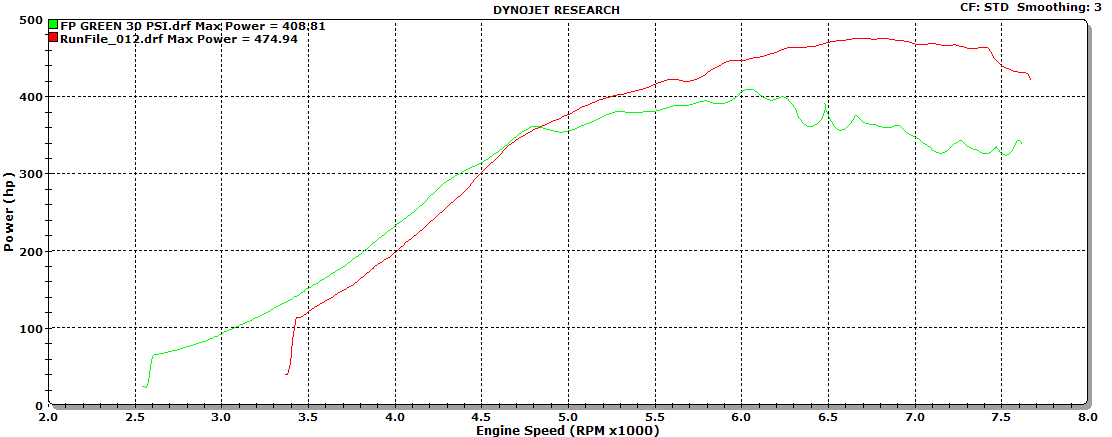 DYNOJET RESEARCH
CF: STD Smoothing: 3
FP GREEN 30 PSI.drf Max Power = 408.81
RunFile_012.drf Max Power = 474.94
500
400
300
200
100
0
Power (hp)
2.0 2.5 3.0 3.5 4.0 4.5 5.0 5.5 6.0 6.5 7.0 7.5 8.0
Engine Speed (RPM x1000)